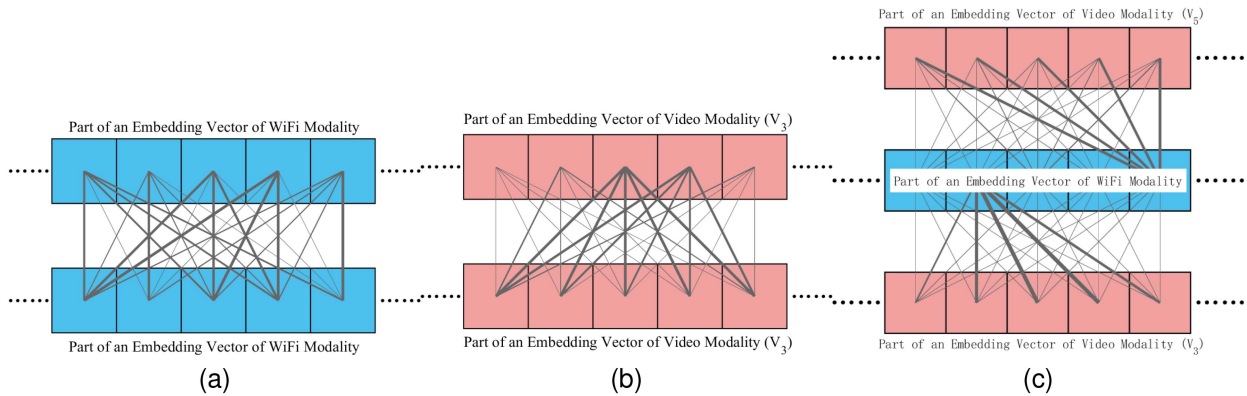 Part of an Embedding Vector of WiFi Modality
Part of an Embedding Vector of WiFi Modality
(a)
Part of an Embedding Vector of Video Modality (V3)
Part of an Embedding Vector of Video Modality (V3)
(b)
Part of an Embedding Vector of Video Modality (V5)
Part of an Embedding Vector of WiFi Modality
Part of an Embedding Vector of Video Modality (V3)
(c)